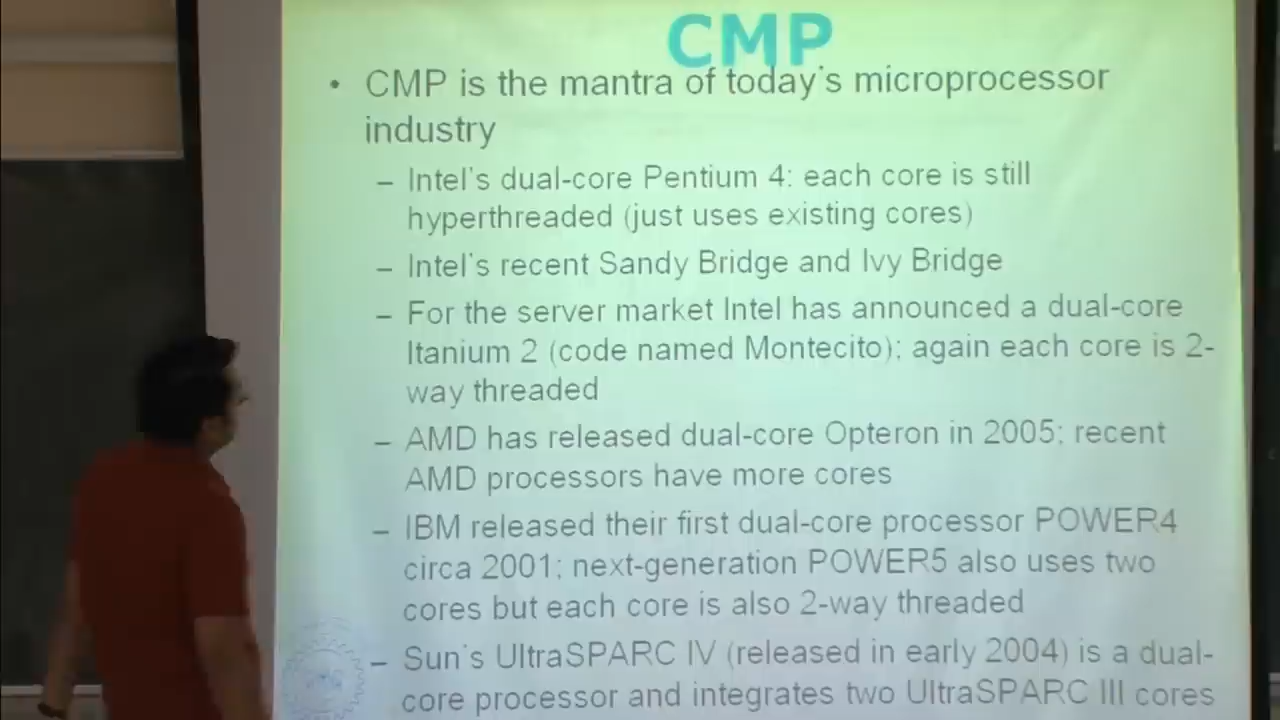 CMP
• CMP is the mantra of today's microprocessor
industry
– Intel's dual-core Pentium 4: each core is still
hyperthreaded (just uses existing cores)
– Intel's recent Sandy Bridge and Ivy Bridge
– For the server market Intel has announced a dual-core
Itanium 2 (code named Montecito); again each core is 2-
way threaded
– AMD has released dual-core Opteron in 2005; recent
AMD processors have more cores
– IBM released their first dual-core processor POWER4
circa 2001; next-generation POWER5 also uses two
cores but each core is also 2-way threaded
– Sun's UltraSPARC IV (released in early 2004) is a dual-
core processor and integrates two UltraSPARC III cores